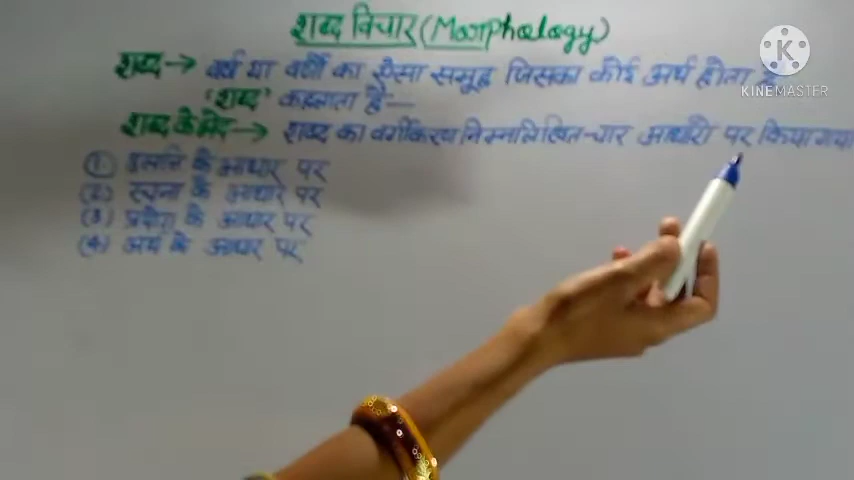 शब्द विचार (Morphology)
शब्द → वर्ण या वर्णों का ऐसा समूह जिसका कोई अर्थ होता है
'शब्द' कहलाता है—
शब्द के भेद → शब्द का वर्गीकरण निम्नलिखित चार आधारों पर किया गया
(1) उत्पत्ति के आधार पर
(2) रचना के आधार पर
(3) प्रयोग के आधार पर
(4) अर्थ के आधार पर
K
KINEMASTER